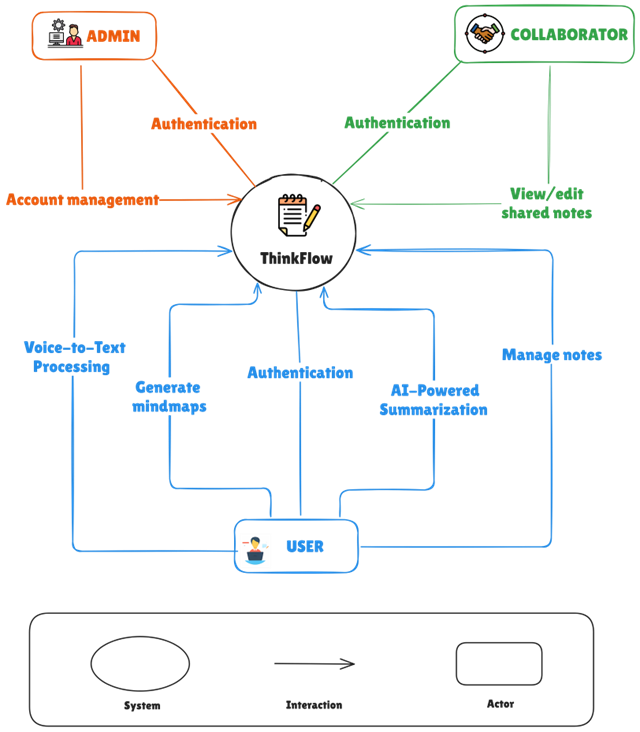 ADMIN
COLLABORATOR
Authentication
Authentication
Account management
View/edit
shared notes
ThinkFlow
Voice-to-Text
Processing
Generate
mindmaps
Authentication
AI-Powered
Summarization
Manage notes
USER
System
Interaction
Actor